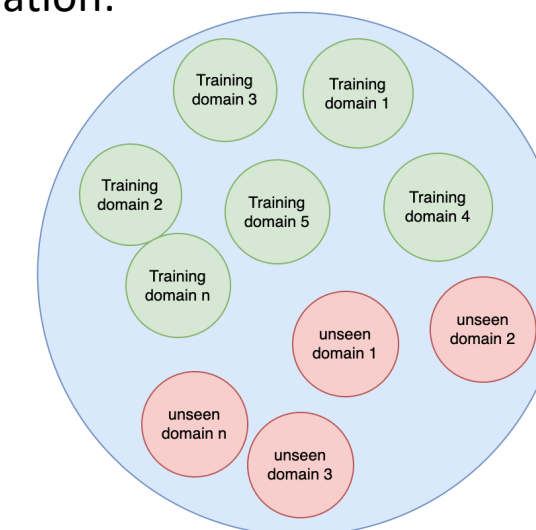 ation:
Training
domain 3
Training
domain 1
Training
domain 2
Training
domain 5
Training
domain 4
Training
domain n
unseen
domain 1
unseen
domain 2
unseen
domain n
unseen
domain 3